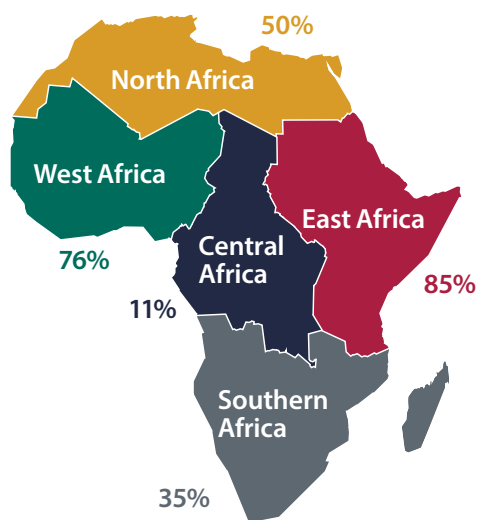 50%
North Africa
West Africa
East Africa
Central
Africa
76%
85%
11%
Southern
Africa
35%